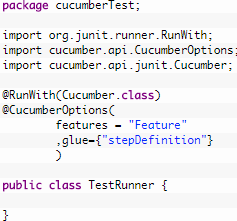 package cucumberTest;
import org.junit.runner.RunWith;
import cucumber.api.CucumberOptions;
import cucumber.api.junit.Cucumber;
@RunWith(Cucumber.class)
@CucumberOptions(
features = "Feature"
,glue={"stepDefinition"}
)
public class TestRunner {
}